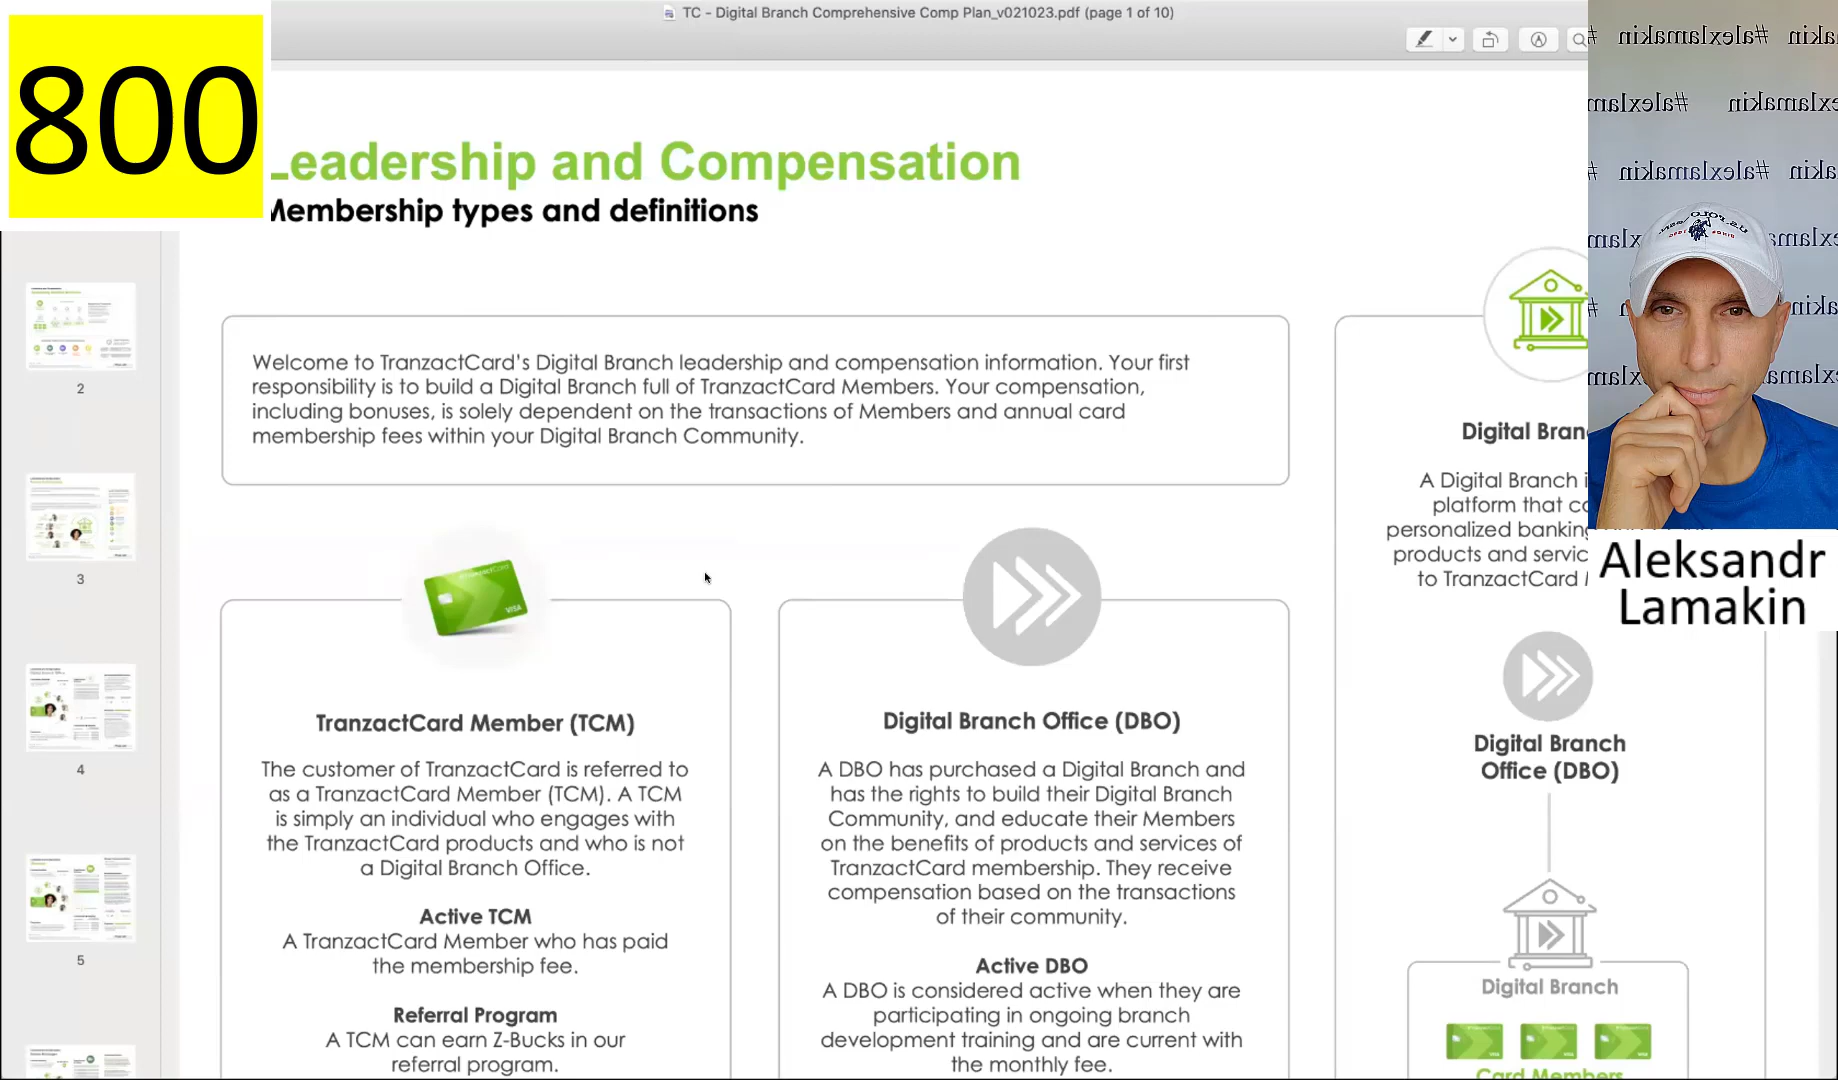 TC - Digital Branch Comprehensive Comp Plan_v021023.pdf (page 1 of 10)
800
Leadership and Compensation
Membership types and definitions
Welcome to TranzactCard's Digital Branch leadership and compensation information. Your first
responsibility is to build a Digital Branch full of TranzactCard Members. Your compensation,
including bonuses, is solely dependent on the transactions of Members and annual card
membership fees within your Digital Branch Community.
TranzactCard Member (TCM)
The customer of TranzactCard is referred to
as a TranzactCard Member (TCM). A TCM
is simply an individual who engages with
the TranzactCard products and who is not
a Digital Branch Office.
Active TCM
A TranzactCard Member who has paid
the membership fee.
Referral Program
A TCM can earn Z-Bucks in our
referral program.
VISA
Digital Branch Office (DBO)
A DBO has purchased a Digital Branch and
has the rights to build their Digital Branch
Community, and educate their Members
on the benefits of products and services of
TranzactCard membership. They receive
compensation based on the transactions
of their community.
Active DBO
A DBO is considered active when they are
participating in ongoing branch
development training and are current with
the monthly fee.
Digital Bran
A Digital Branch i
platform that co
personalized banking
products and servic
to TranzactCard
Digital Branch
Office (DBO)
Digital Branch
Card Members
#alexlamakin
#alexlamakin
#alexlamakin
U.S. POLO
Aleksandr
Lamakin
2
3
4
5